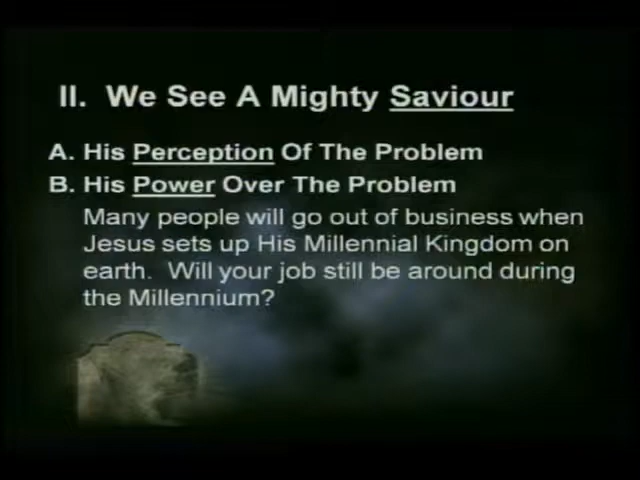 II. We See A Mighty Saviour
A. His Perception Of The Problem
B. His Power Over The Problem
Many people will go out of business when
Jesus sets up His Millennial Kingdom on
earth. Will your job still be around during
the Millennium?